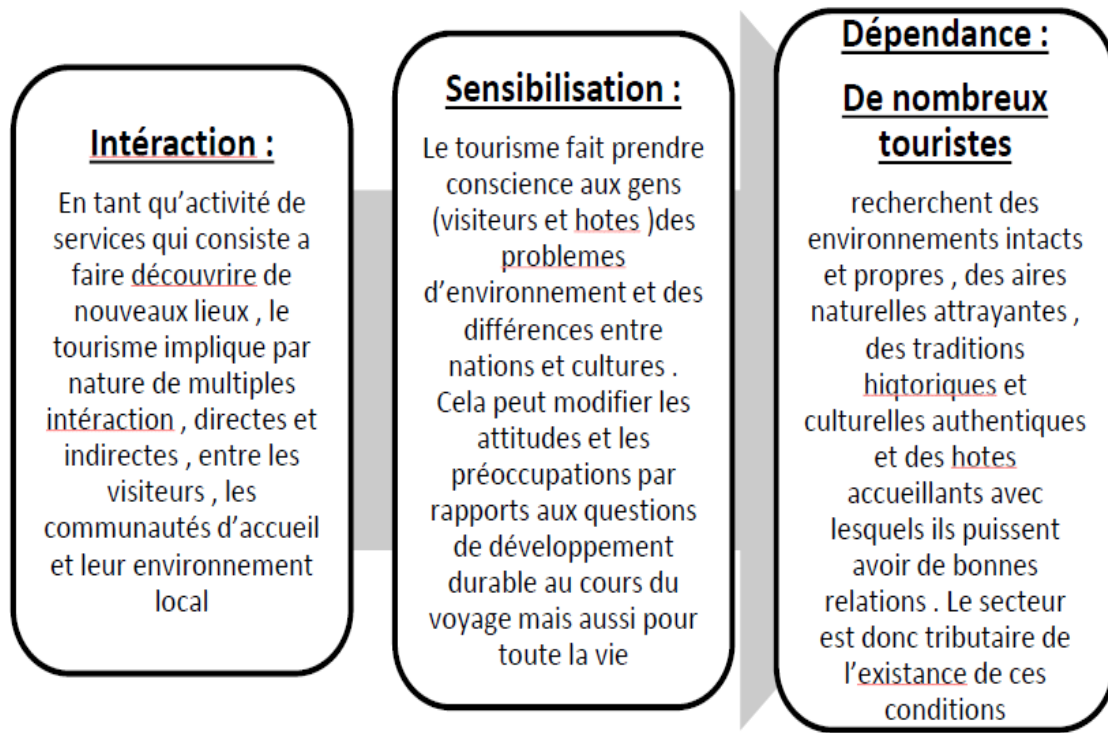 Intéraction :
En tant qu’activité de
services qui consiste a
faire découvrire de
nouveaux lieux , le
tourisme implique par
nature de multiples
intéraction , directes et
indirectes , entre les
visiteurs , les
communautés d’accueil
et leur environnement
local
Sensibilisation :
Le tourisme fait prendre
conscience aux gens
(visiteurs et hotes )des
problemes
d’environnement et des
différences entre
nations et cultures .
Cela peut modifier les
attitudes et les
préoccupations par
rapports aux questions
de développement
durable au cours du
voyage mais aussi pour
toute la vie
Dépendance :
De nombreux
touristes
recherchent des
environnements intacts
et propres , des aires
naturelles attrayantes ,
des traditions
hiqtoriques et
culturelles authentiques
et des hotes
accueillants avec
lesquels ils puissent
avoir de bonnes
relations . Le secteur
est donc tributaire de
l’existance de ces
conditions